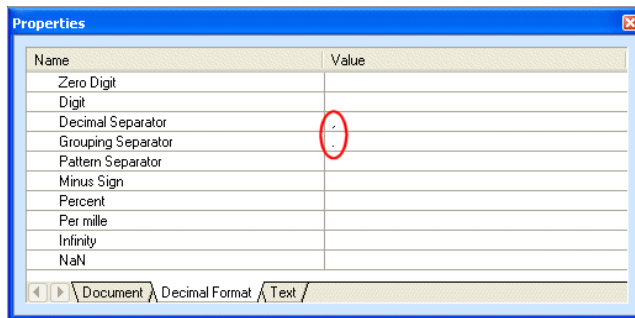 Properties
Name Value
Zero Digit
Digit
Decimal Separator ,
Grouping Separator .
Pattern Separator
Minus Sign
Percent
Per mille
Infinity
NaN
Document Decimal Format Text